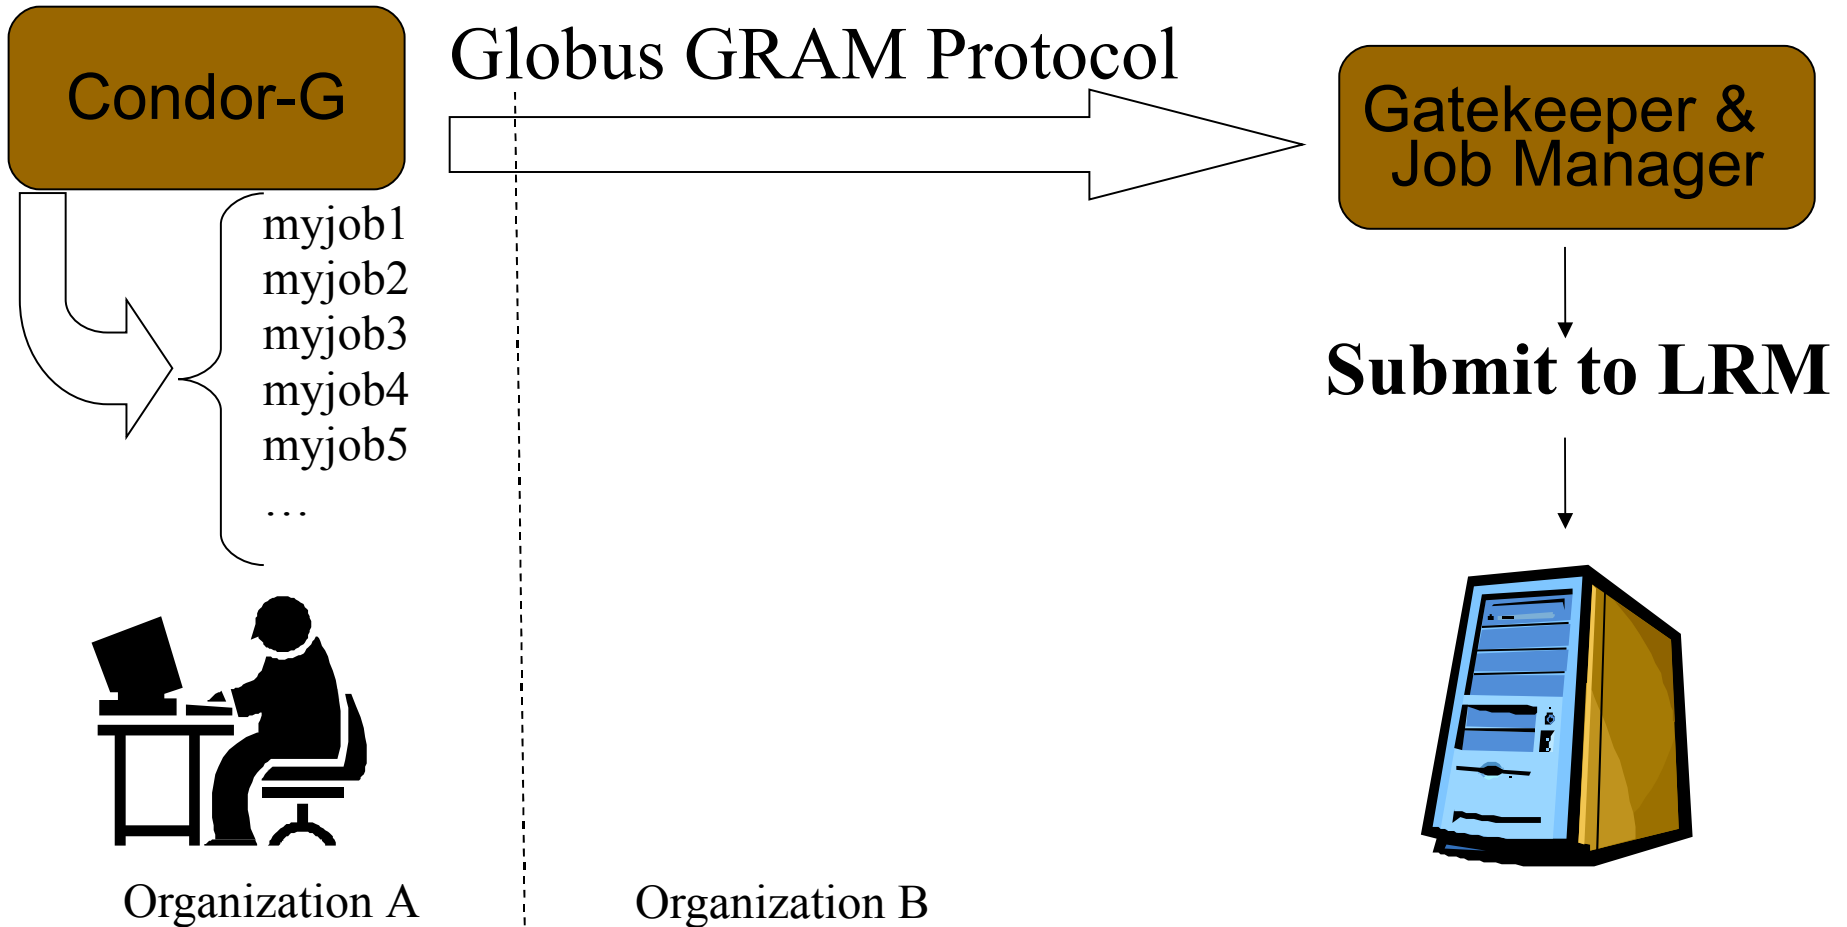 Condor-G
Globus GRAM Protocol
Gatekeeper &
Job Manager
myjob1
myjob2
myjob3
myjob4
myjob5
…
Submit to LRM
Organization A
Organization B